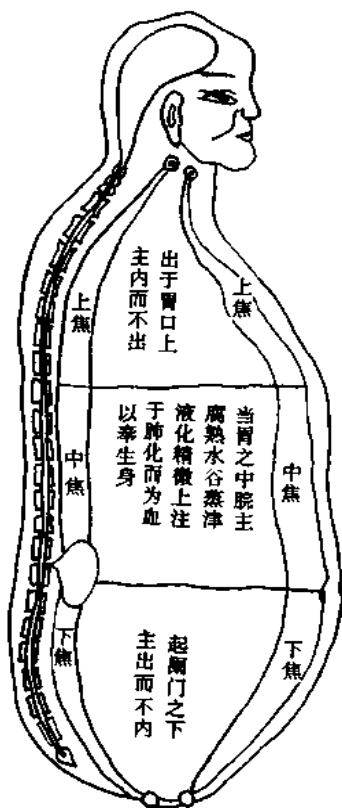 上焦
出于胃口上
主内而不出
上焦
中焦
当胃之中脘主
腐熟水谷蒸津
液化精微上注
于肺化而为血
以奉生身
中焦
下焦
起阑门之下
主出而不内
下焦